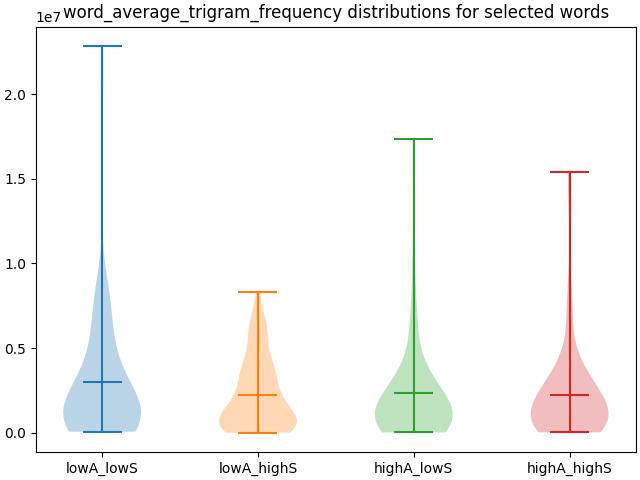 word_average_trigram_frequency distributions for selected words
1e7
2.0
1.5
1.0
0.5
0.0
lowA_lowS
lowA_highS
highA_lowS
highA_highS